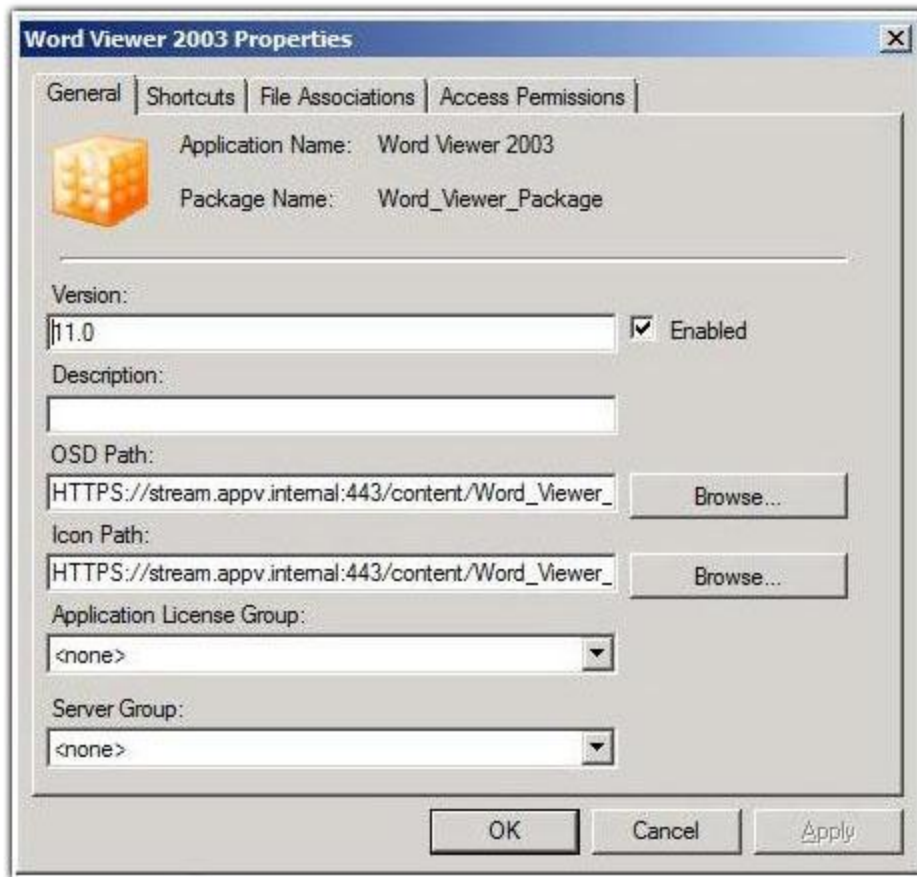 Word Viewer 2003 Properties
General Shortcuts File Associations Access Permissions
Application Name: Word Viewer 2003
Package Name: Word_Viewer_Package
Version:
11.0 Enabled
Description:
OSD Path:
HTTPS://stream.appv.internal:443/content/Word_Viewer_ Browse...
Icon Path:
HTTPS://stream.appv.internal:443/content/Word_Viewer_ Browse...
Application License Group:
<none>
Server Group:
<none>
OK Cancel Apply